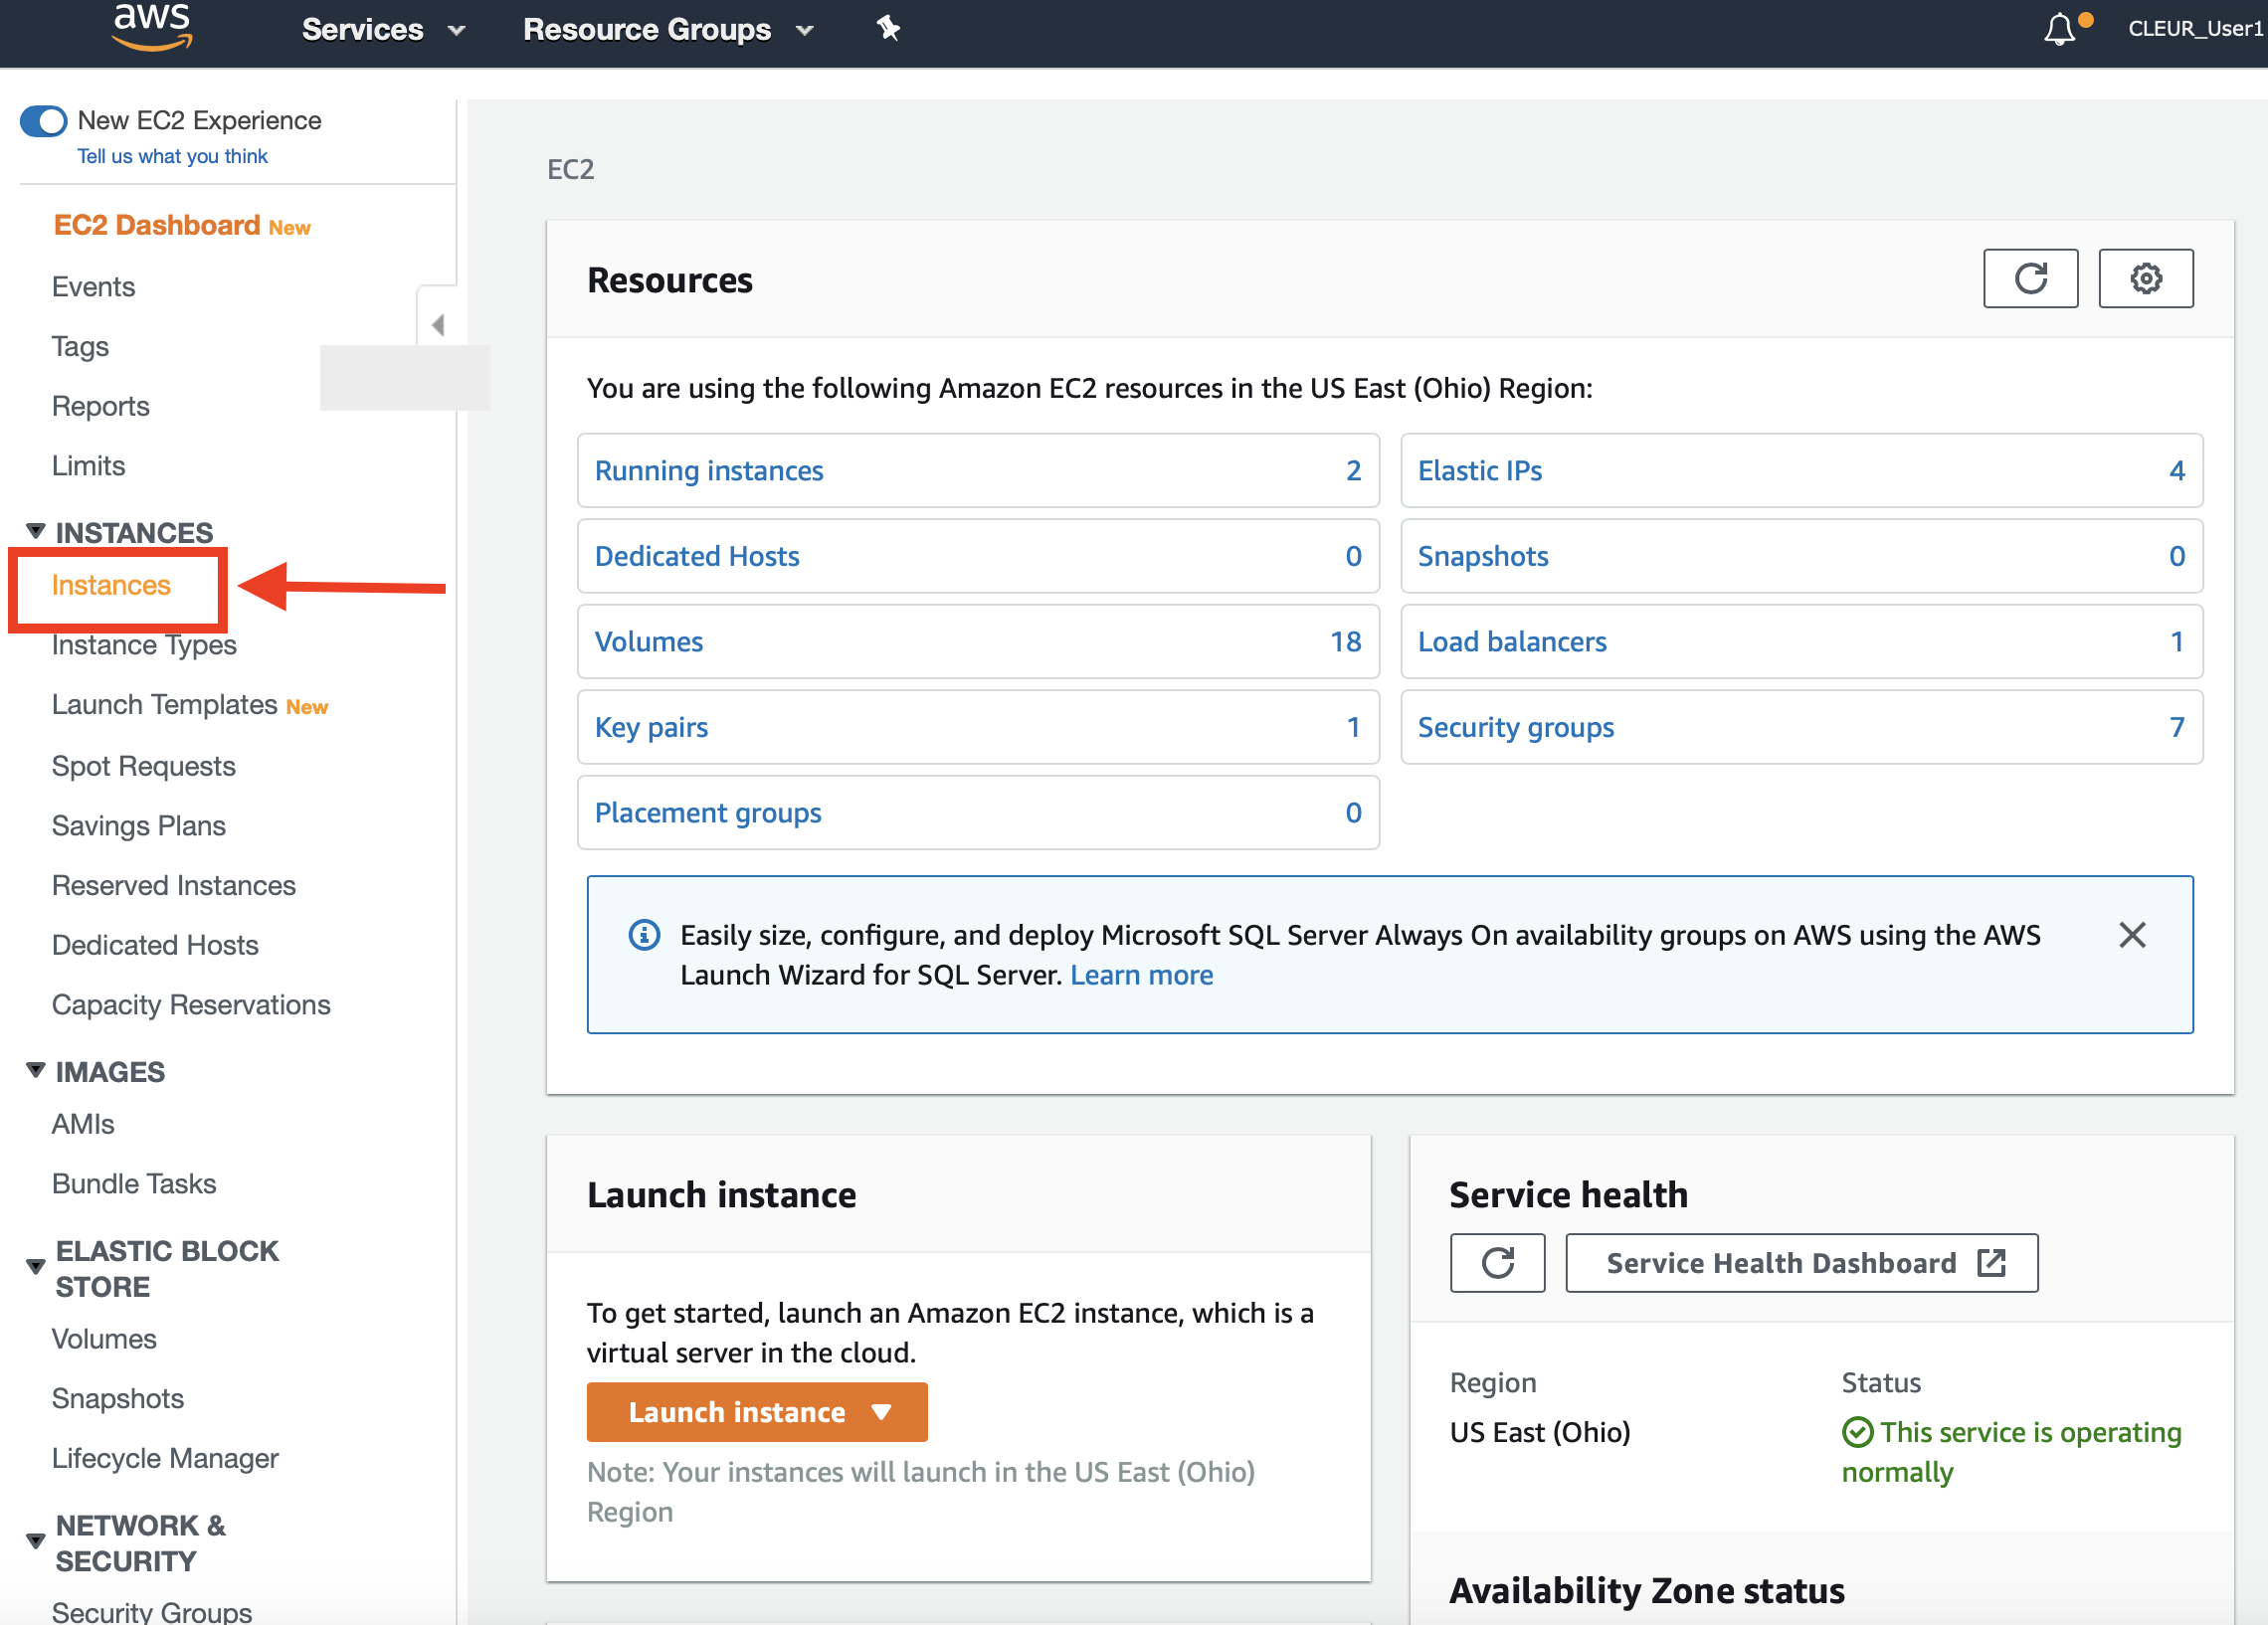 aws Services Resource Groups CLEUR_User1
New EC2 Experience
Tell us what you think
EC2 Dashboard New
Events
Tags
Reports
Limits
INSTANCES
Instances
Instance Types
Launch Templates New
Spot Requests
Savings Plans
Reserved Instances
Dedicated Hosts
Capacity Reservations
IMAGES
AMIs
Bundle Tasks
ELASTIC BLOCK
STORE
Volumes
Snapshots
Lifecycle Manager
NETWORK &
SECURITY
Security Groups
EC2
Resources
You are using the following Amazon EC2 resources in the US East (Ohio) Region:
Running instances 2
Elastic IPs 4
Dedicated Hosts 0
Snapshots 0
Volumes 18
Load balancers 1
Key pairs 1
Security groups 7
Placement groups 0
Easily size, configure, and deploy Microsoft SQL Server Always On availability groups on AWS using the AWS
Launch Wizard for SQL Server. Learn more
Launch instance
To get started, launch an Amazon EC2 instance, which is a
virtual server in the cloud.
Launch instance
Note: Your instances will launch in the US East (Ohio)
Region
Service health
Service Health Dashboard
Region
US East (Ohio)
Status
This service is operating
normally
Availability Zone status